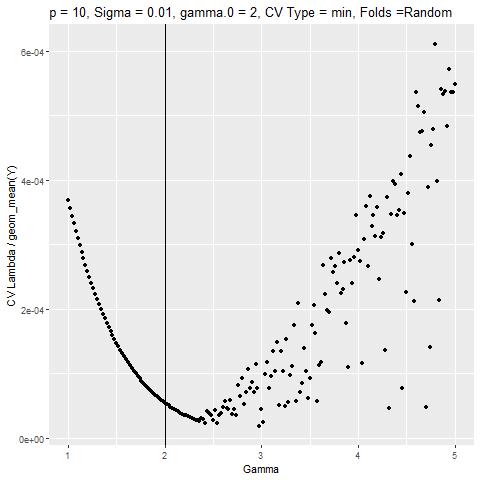 p = 10, Sigma = 0.01, gamma.0 = 2, CV Type = min, Folds =Random
6e-04
4e-04
2e-04
0e+00
CV Lambda / geom_mean(Y)
1 2 3 4 5
Gamma